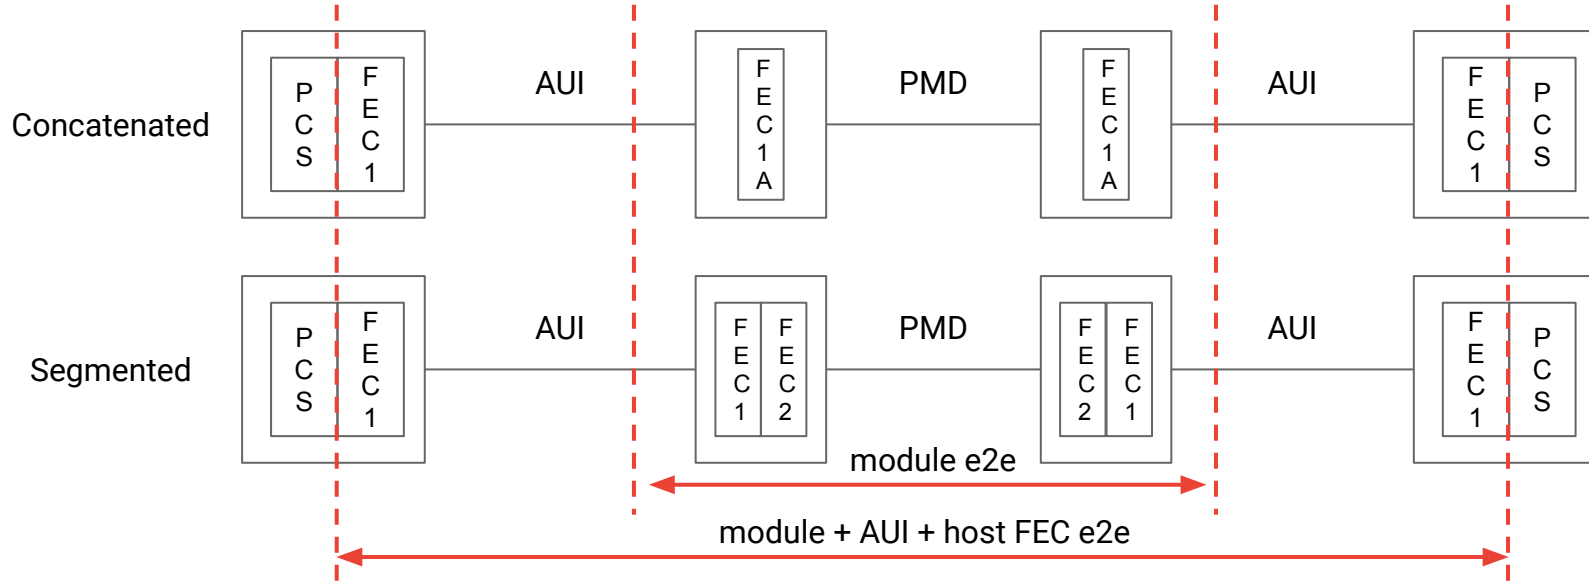 Concatenated
PCS
FEC1
AUI
FEC1A
PMD
FEC1A
AUI
FEC1
PCS
Segmented
PCS
FEC1
AUI
FEC1
FEC2
PMD
FEC2
FEC1
AUI
FEC1
PCS
module e2e
module + AUI + host FEC e2e